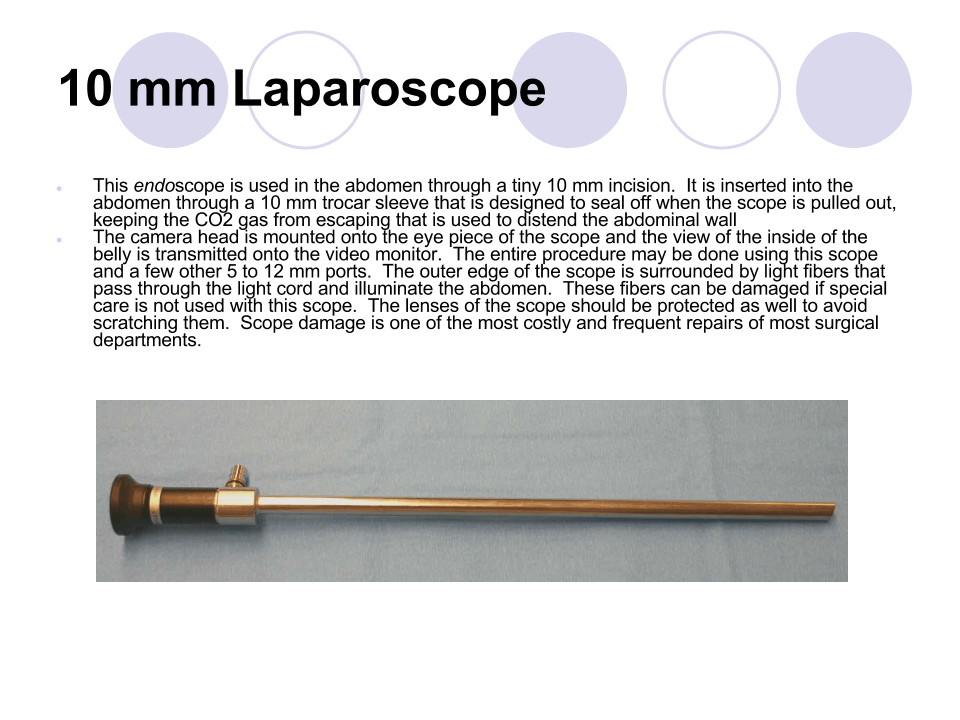 10 mm Laparoscope
This endoscope is used in the abdomen through a tiny 10 mm incision.  It is inserted into the
abdomen through a 10 mm trocar sleeve that is designed to seal off when the scope is pulled out,
keeping the CO2 gas from escaping that is used to distend the abdominal wall
The camera head is mounted onto the eye piece of the scope and the view of the inside of the
belly is transmitted onto the video monitor.  The entire procedure may be done using this scope
and a few other 5 to 12 mm ports.  The outer edge of the scope is surrounded by light fibers that
pass through the light cord and illuminate the abdomen.  These fibers can be damaged if special
care is not used with this scope.  The lenses of the scope should be protected as well to avoid
scratching them.  Scope damage is one of the most costly and frequent repairs of most surgical
departments.